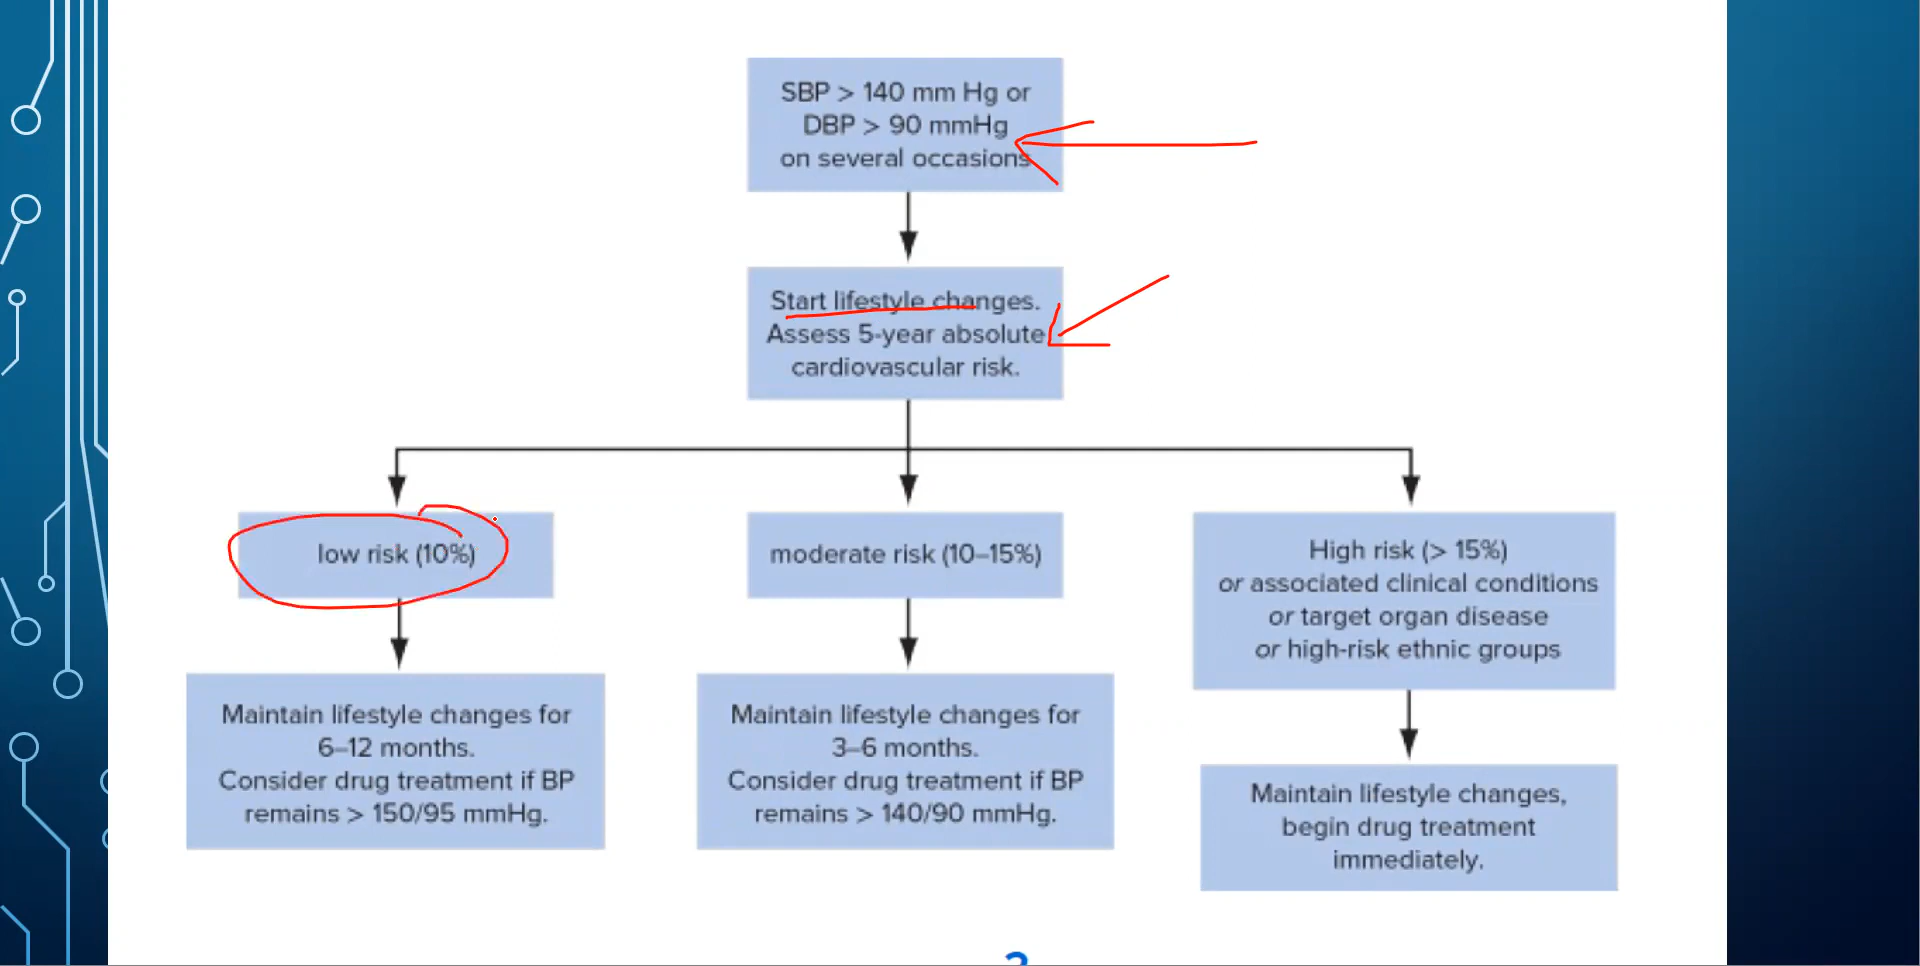 SBP > 140 mm Hg or
DBP > 90 mmHg
on several occasions
Start lifestyle changes.
Assess 5-year absolute
cardiovascular risk.
low risk (10%)
moderate risk (10–15%)
High risk (> 15%)
or associated clinical conditions
or target organ disease
or high-risk ethnic groups
Maintain lifestyle changes for
6–12 months.
Consider drug treatment if BP
remains > 150/95 mmHg.
Maintain lifestyle changes for
3–6 months.
Consider drug treatment if BP
remains > 140/90 mmHg.
Maintain lifestyle changes,
begin drug treatment
immediately.